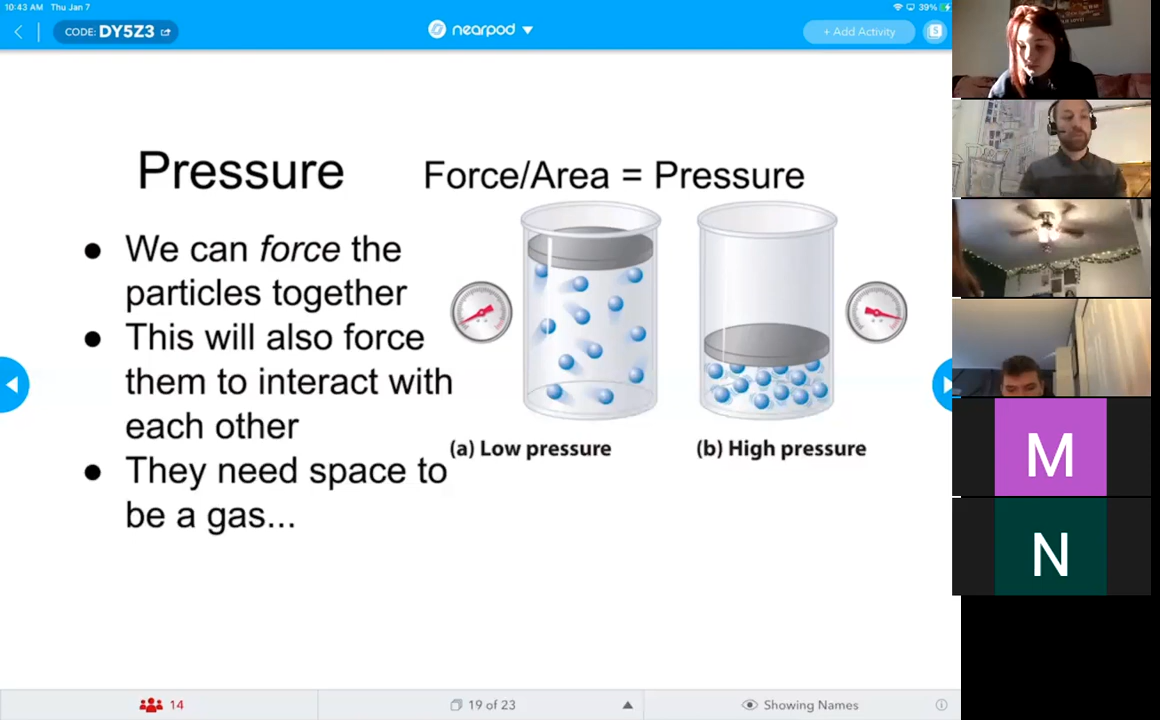 10:43 AM Thu Jan 7
39%
CODE: DY5Z3
nearpod
+ Add Activity
S
Pressure
Force/Area = Pressure
● We can force the
particles together
● This will also force
them to interact with
each other
● They need space to
be a gas...
(a) Low pressure
(b) High pressure
M
N
14
19 of 23
Showing Names